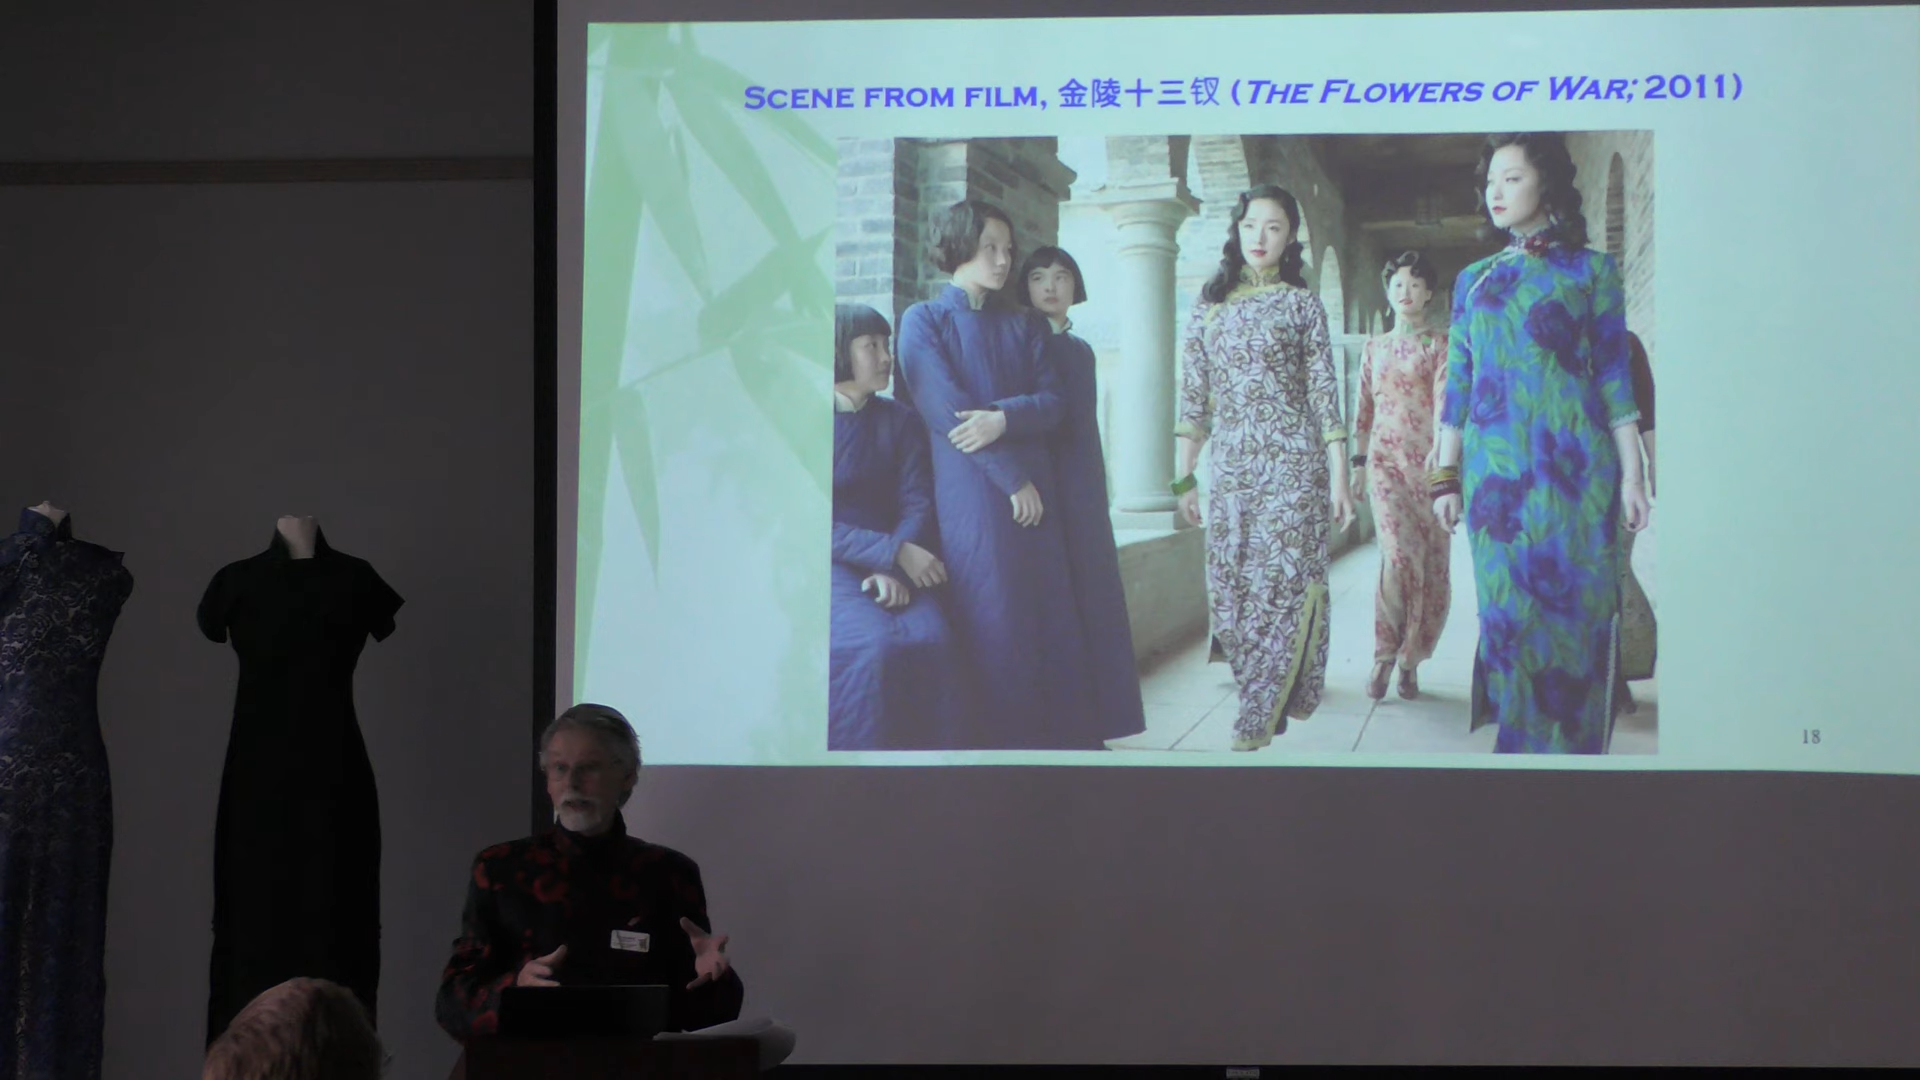 SCENE FROM FILM, 金陵十三钗 (THE FLOWERS OF WAR; 2011)
18